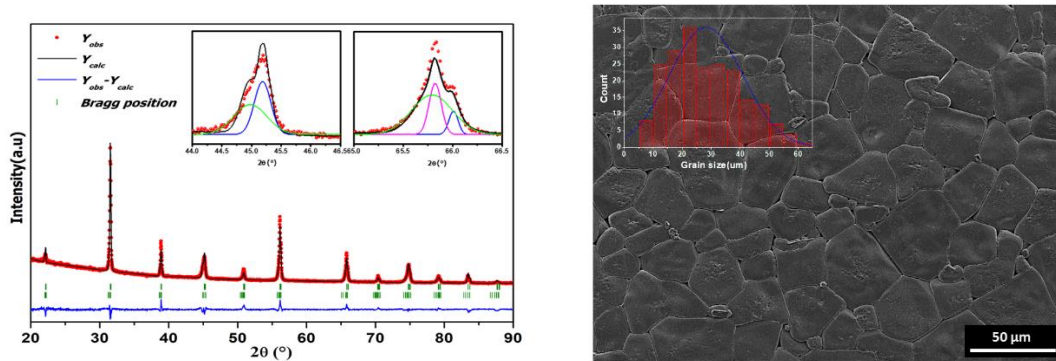 Y_obs
Y_calc
Y_obs-Y_calc
Bragg position
44.0 44.5 45.0 45.5 46.0 46.5
2θ(°)
65.0 65.5 66.0 66.5
2θ(°)
Intensity(a.u)
20 30 40 50 60 70 80 90
2θ (°)
35
30
25
20
15
10
5
0
Count
0 10 20 30 40 50 60
Grain size(um)
50 µm